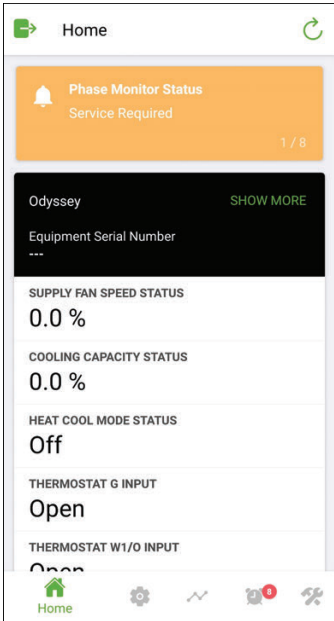 Home
Phase Monitor Status
Service Required
1 / 8
Odyssey SHOW MORE
Equipment Serial Number
---
SUPPLY FAN SPEED STATUS
0.0 %
COOLING CAPACITY STATUS
0.0 %
HEAT COOL MODE STATUS
Off
THERMOSTAT G INPUT
Open
THERMOSTAT W1/O INPUT
Open
8
Home